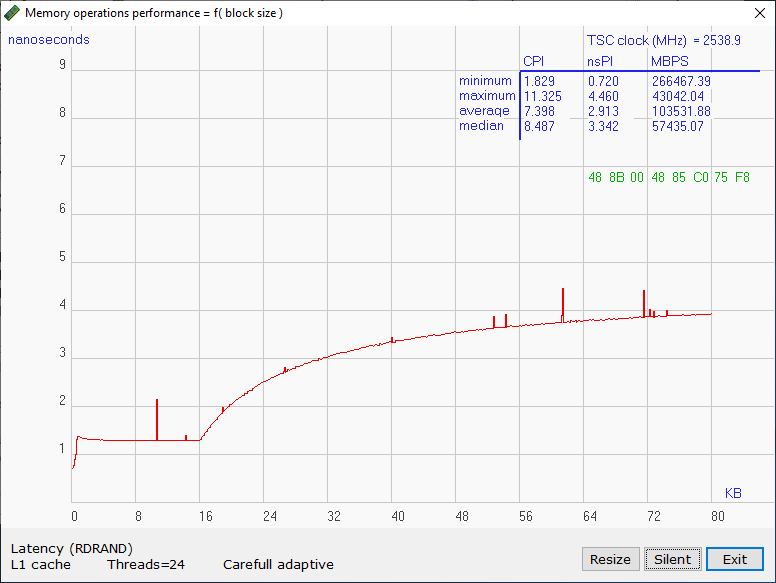 Memory operations performance = f( block size )
nanoseconds
TSC clock (MHz) = 2538.9
CPI nsPI MBPS
minimum 1.829 0.720 266467.39
maximum 11.325 4.460 43042.04
average 7.398 2.913 103531.88
median 8.487 3.342 57435.07
48 8B 00 48 85 C0 75 F8
9
8
7
6
5
4
3
2
1
KB
0 8 16 24 32 40 48 56 64 72 80
Latency (RDRAND)
L1 cache Threads=24 Carefull adaptive
Resize Silent Exit